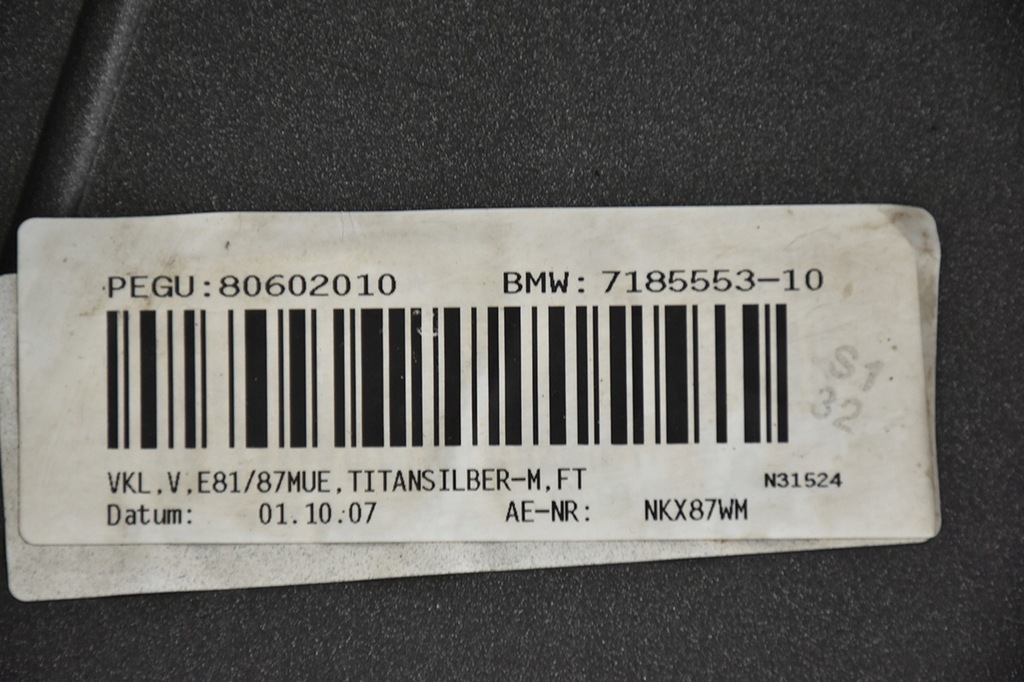 PEGU:80602010 BMW: 7185553-10
S1
32
VKL,V,E81/87MUE,TITANSILBER-M,FT N31524
Datum: 01.10.07 AE-NR: NKX87WM